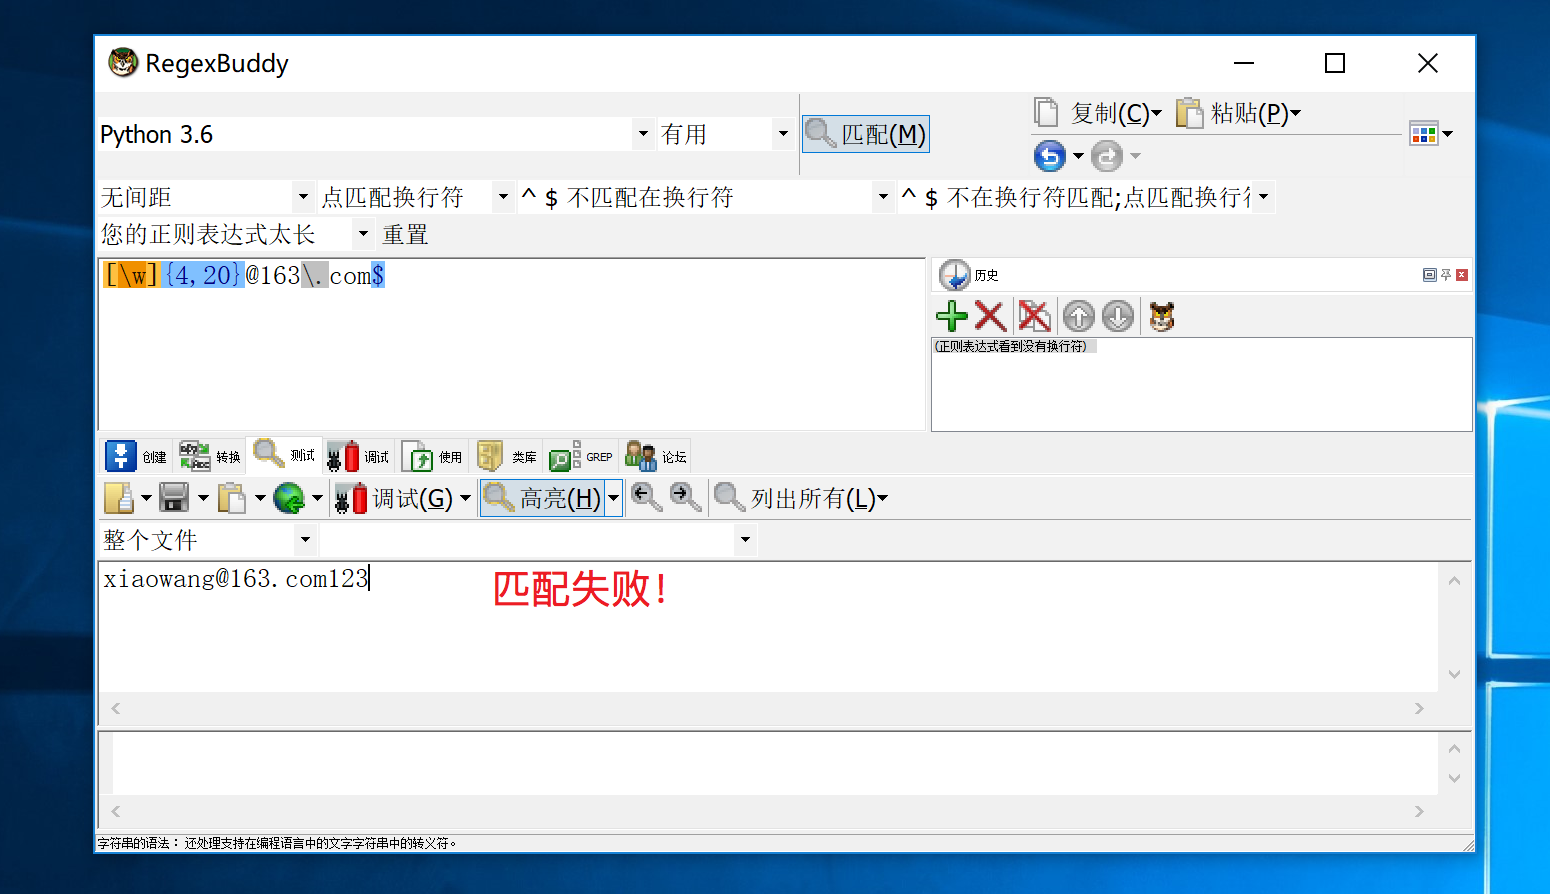 RegexBuddy
Python 3.6 有用 匹配(M) 复制(C) 粘贴(P)
无间距 点匹配换行符 ^ $ 不匹配在换行符 ^ $ 不在换行符匹配;点匹配换行
您的正则表达式太长 重置
[\w]{4,20}@163\.com$
历史
(正则表达式看到没有换行符)
创建 转换 测试 调试 使用 类库 GREP 论坛
调试(G) 高亮(H) 列出所有(L)
整个文件
xiaowang@163.com123
匹配失败!
字符串的语法： 还处理支持在编程语言中的文字字符串中的转义符。